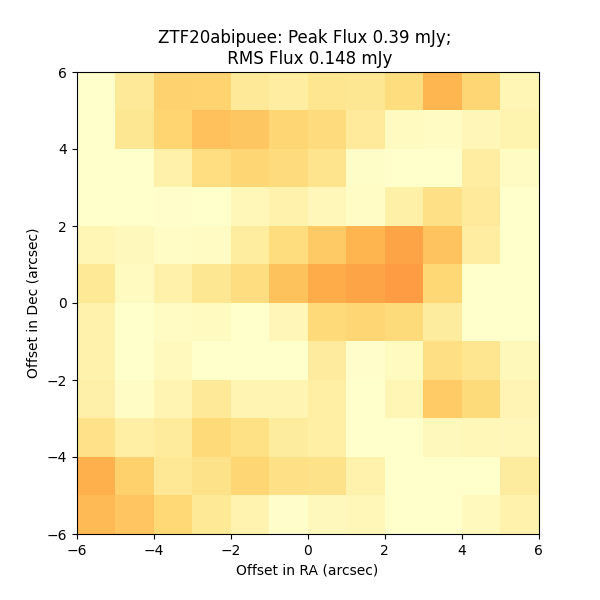 ZTF20abipuee: Peak Flux 0.39 mJy;
RMS Flux 0.148 mJy
6
4
2
0
−2
−4
−6
Offset in Dec (arcsec)
−6 −4 −2 0 2 4 6
Offset in RA (arcsec)